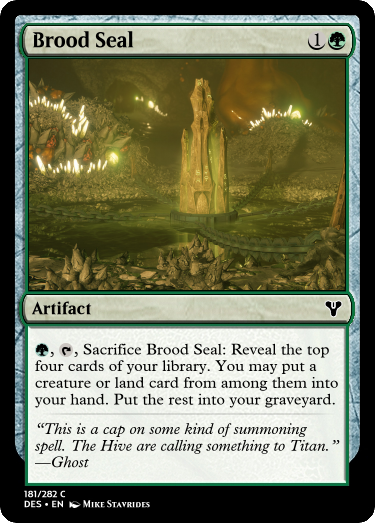 Brood Seal 1
Artifact
, , Sacrifice Brood Seal: Reveal the top
four cards of your library. You may put a
creature or land card from among them into
your hand. Put the rest into your graveyard.
“This is a cap on some kind of summoning
spell. The Hive are calling something to Titan.”
—Ghost
181/282 C
DES • EN Mike Stavrides